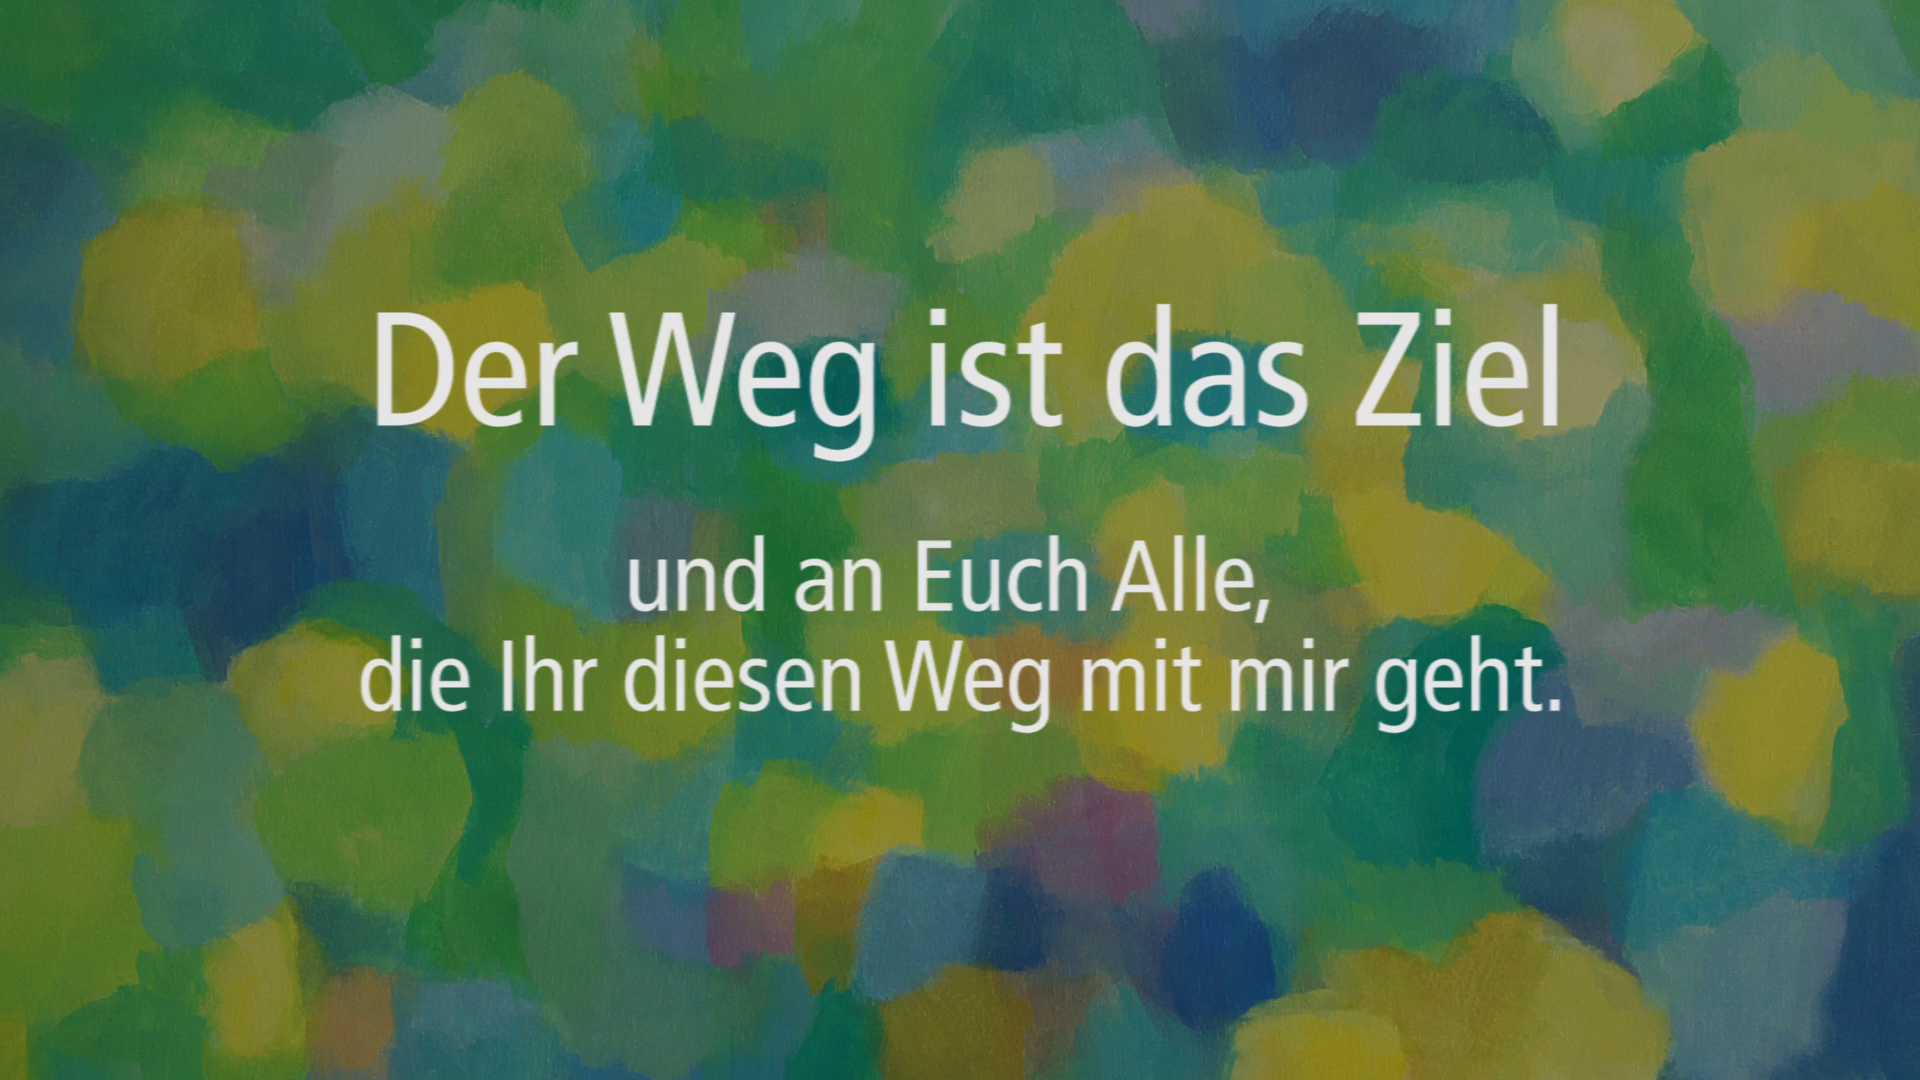 Der Weg ist das Ziel
und an Euch Alle,
die Ihr diesen Weg mit mir geht.